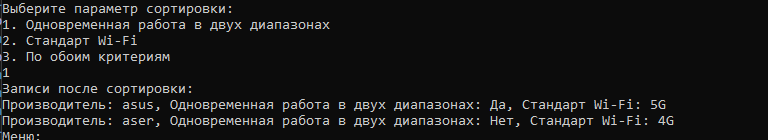 Выберите параметр сортировки:
1. Одновременная работа в двух диапазонах
2. Стандарт Wi-Fi
3. По обоим критериям
1
Записи после сортировки:
Производитель: asus, Одновременная работа в двух диапазонах: Да, Стандарт Wi-Fi: 5G
Производитель: aser, Одновременная работа в двух диапазонах: Нет, Стандарт Wi-Fi: 4G
Меню: